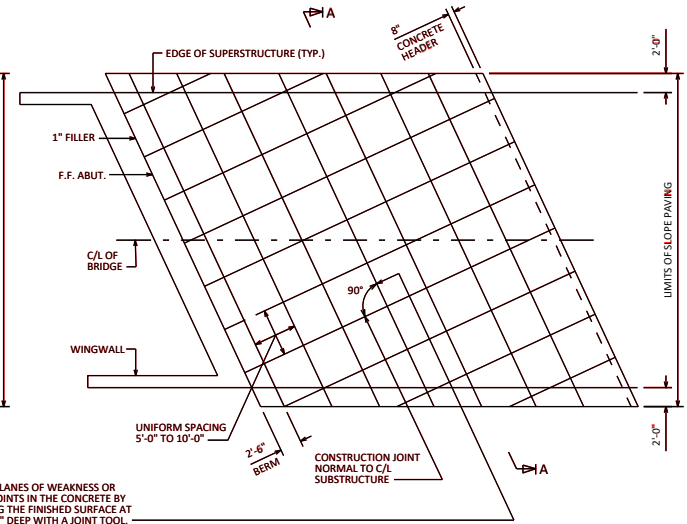 A
8"
CONCRETE
HEADER
2'-0"
EDGE OF SUPERSTRUCTURE (TYP.)
1" FILLER
F.F. ABUT.
LIMITS OF SLOPE PAVING
C/L OF
BRIDGE
90°
WINGWALL
UNIFORM SPACING
5'-0" TO 10'-0"
2'-6"
BERM
CONSTRUCTION JOINT
NORMAL TO C/L
SUBSTRUCTURE
2'-0"
A
LANES OF WEAKNESS OR
OINTS IN THE CONCRETE BY
G THE FINISHED SURFACE AT
" DEEP WITH A JOINT TOOL.